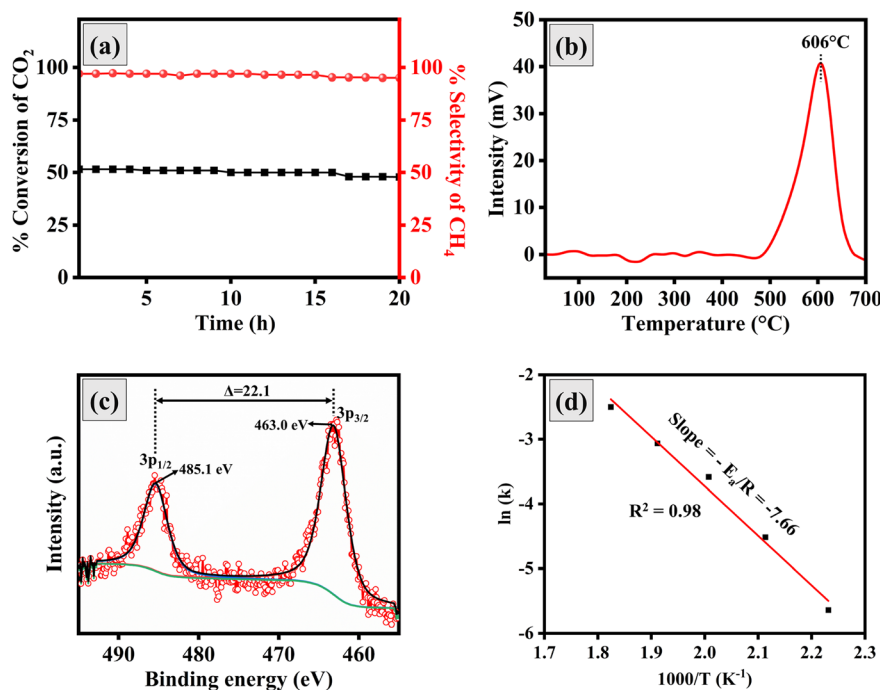 (a)
% Conversion of CO2
100
75
50
25
0
5
10
15
20
Time (h)
100
75
50
25
0
% Selectivity of CH4
(b)
606°C
Intensity (mV)
50
40
30
20
10
0
100 200 300 400 500 600 700
Temperature (°C)
(c)
Δ=22.1
3p1/2
485.1 eV
463.0 eV
3p3/2
Intensity (a.u.)
490
480
470
460
Binding energy (eV)
(d)
ln (k)
-2
-3
-4
-5
-6
Slope = - Ea/R = -7.66
R² = 0.98
1.7
1.8
1.9
2.0
2.1
2.2
2.3
1000/T (K⁻¹)